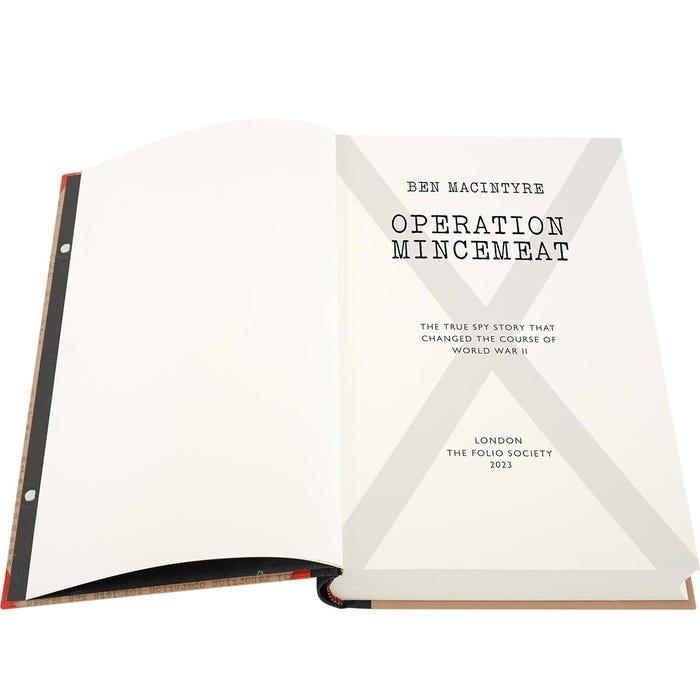 BEN MACINTYRE
OPERATION
MINCEMEAT
THE TRUE SPY STORY THAT
CHANGED THE COURSE OF
WORLD WAR II
LONDON
THE FOLIO SOCIETY
2023